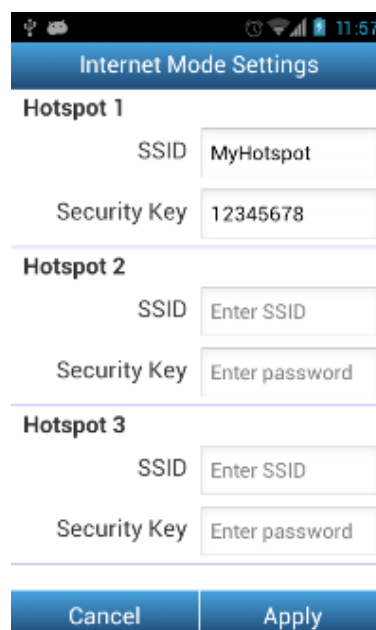 11:57
Internet Mode Settings
Hotspot 1
SSID MyHotspot
Security Key 12345678
Hotspot 2
SSID Enter SSID
Security Key Enter password
Hotspot 3
SSID Enter SSID
Security Key Enter password
Cancel Apply